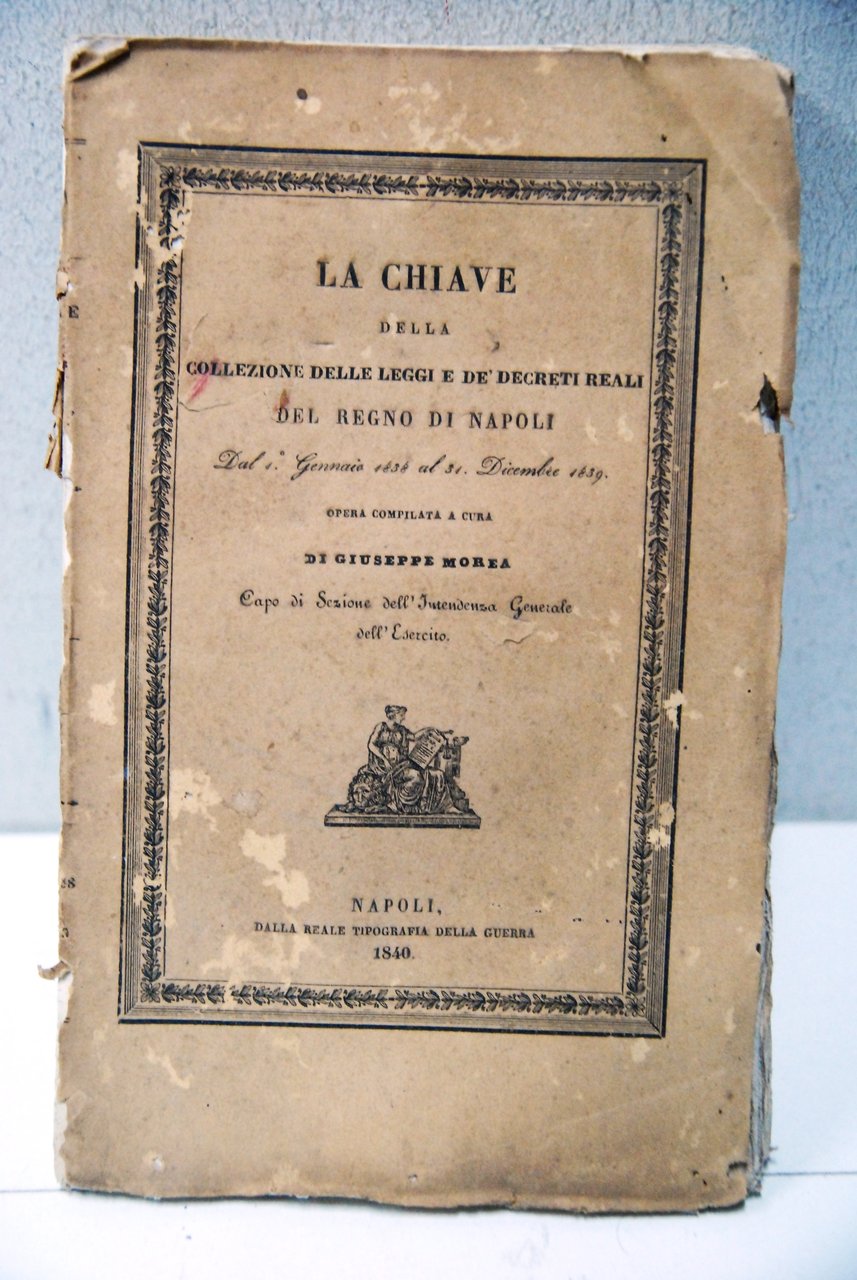 LA CHIAVE
DELLA
COLLEZIONE DELLE LEGGI E DE' DECRETI REALI
DEL REGNO DI NAPOLI
Dal 1.° Gennaio al 31. Dicembre 1839.
OPERA COMPILATA A CURA
DI GIUSEPPE MOREA
Capo di Sezione dell'Intendenza Generale
dell'Esercito.
NAPOLI,
DALLA REALE TIPOGRAFIA DELLA GUERRA
1840.
E